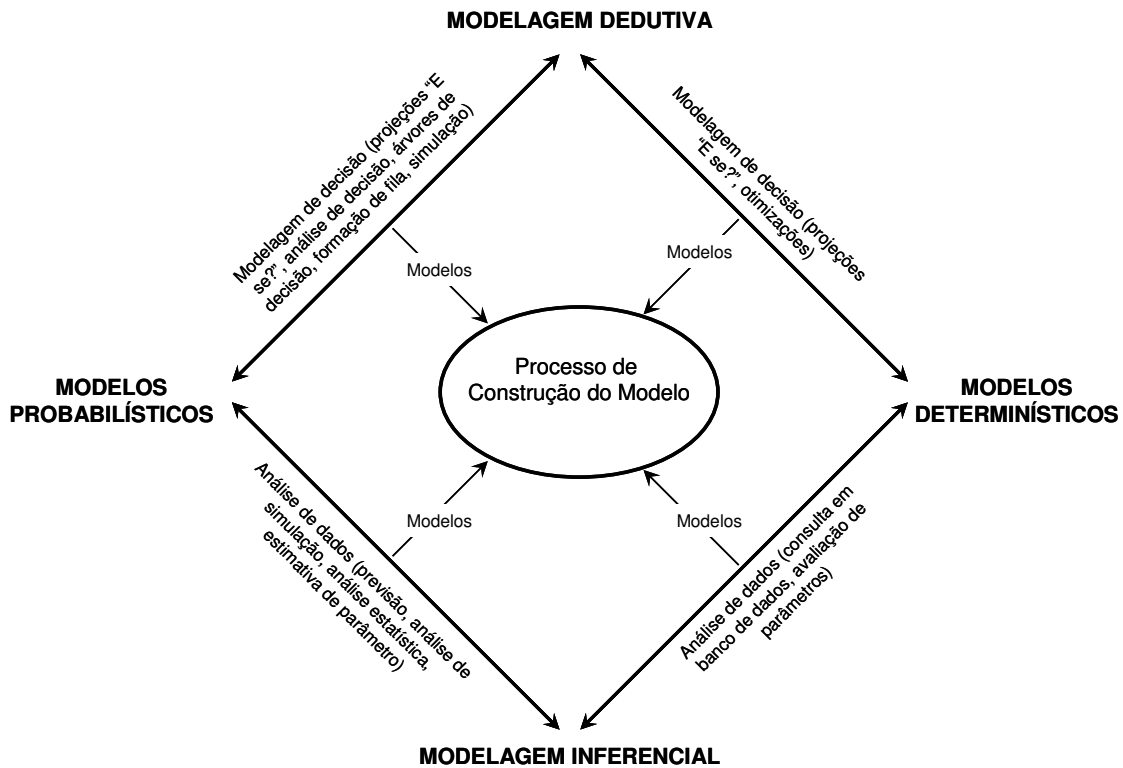 MODELAGEM DEDUTIVA
Modelagem de decisão (projeções “E
se?”, análise de decisão, árvores de
decisão, formação de fila, simulação)
Modelagem de decisão (projeções
“E se?”, otimizações)
Modelos
Modelos
Processo de
Construção do Modelo
MODELOS
PROBABILÍSTICOS
MODELOS
DETERMINÍSTICOS
Modelos
Modelos
Análise de dados (previsão, análise de
simulação, análise estatística,
estimativa de parâmetro)
Análise de dados (consulta em
banco de dados, avaliação de
parâmetros)
MODELAGEM INFERENCIAL